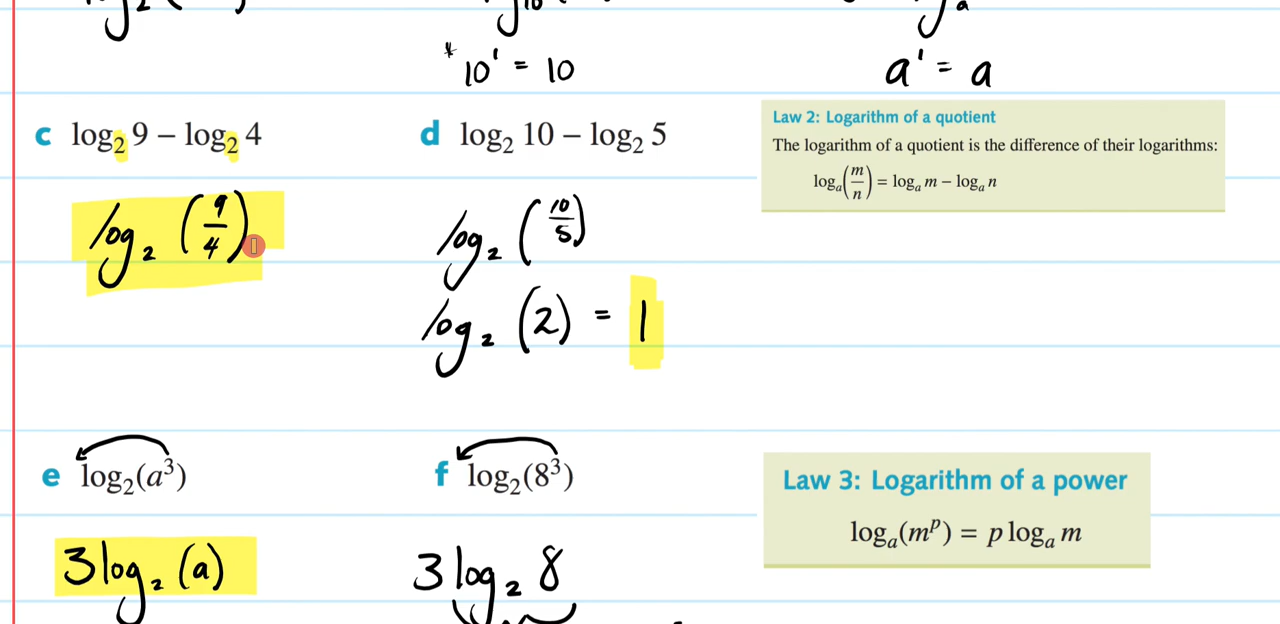 *10¹ = 10
a¹ = a
c log₂ 9 − log₂ 4
d log₂ 10 − log₂ 5
Law 2: Logarithm of a quotient
The logarithm of a quotient is the difference of their logarithms:
logₐ(m/n) = logₐ m − logₐ n
log₂ (9/4)
log₂ (10/5)
log₂ (2) = 1
e log₂(a³)
f log₂(8³)
Law 3: Logarithm of a power
logₐ(mᵖ) = p logₐ m
3 log₂ (a)
3 log₂ 8